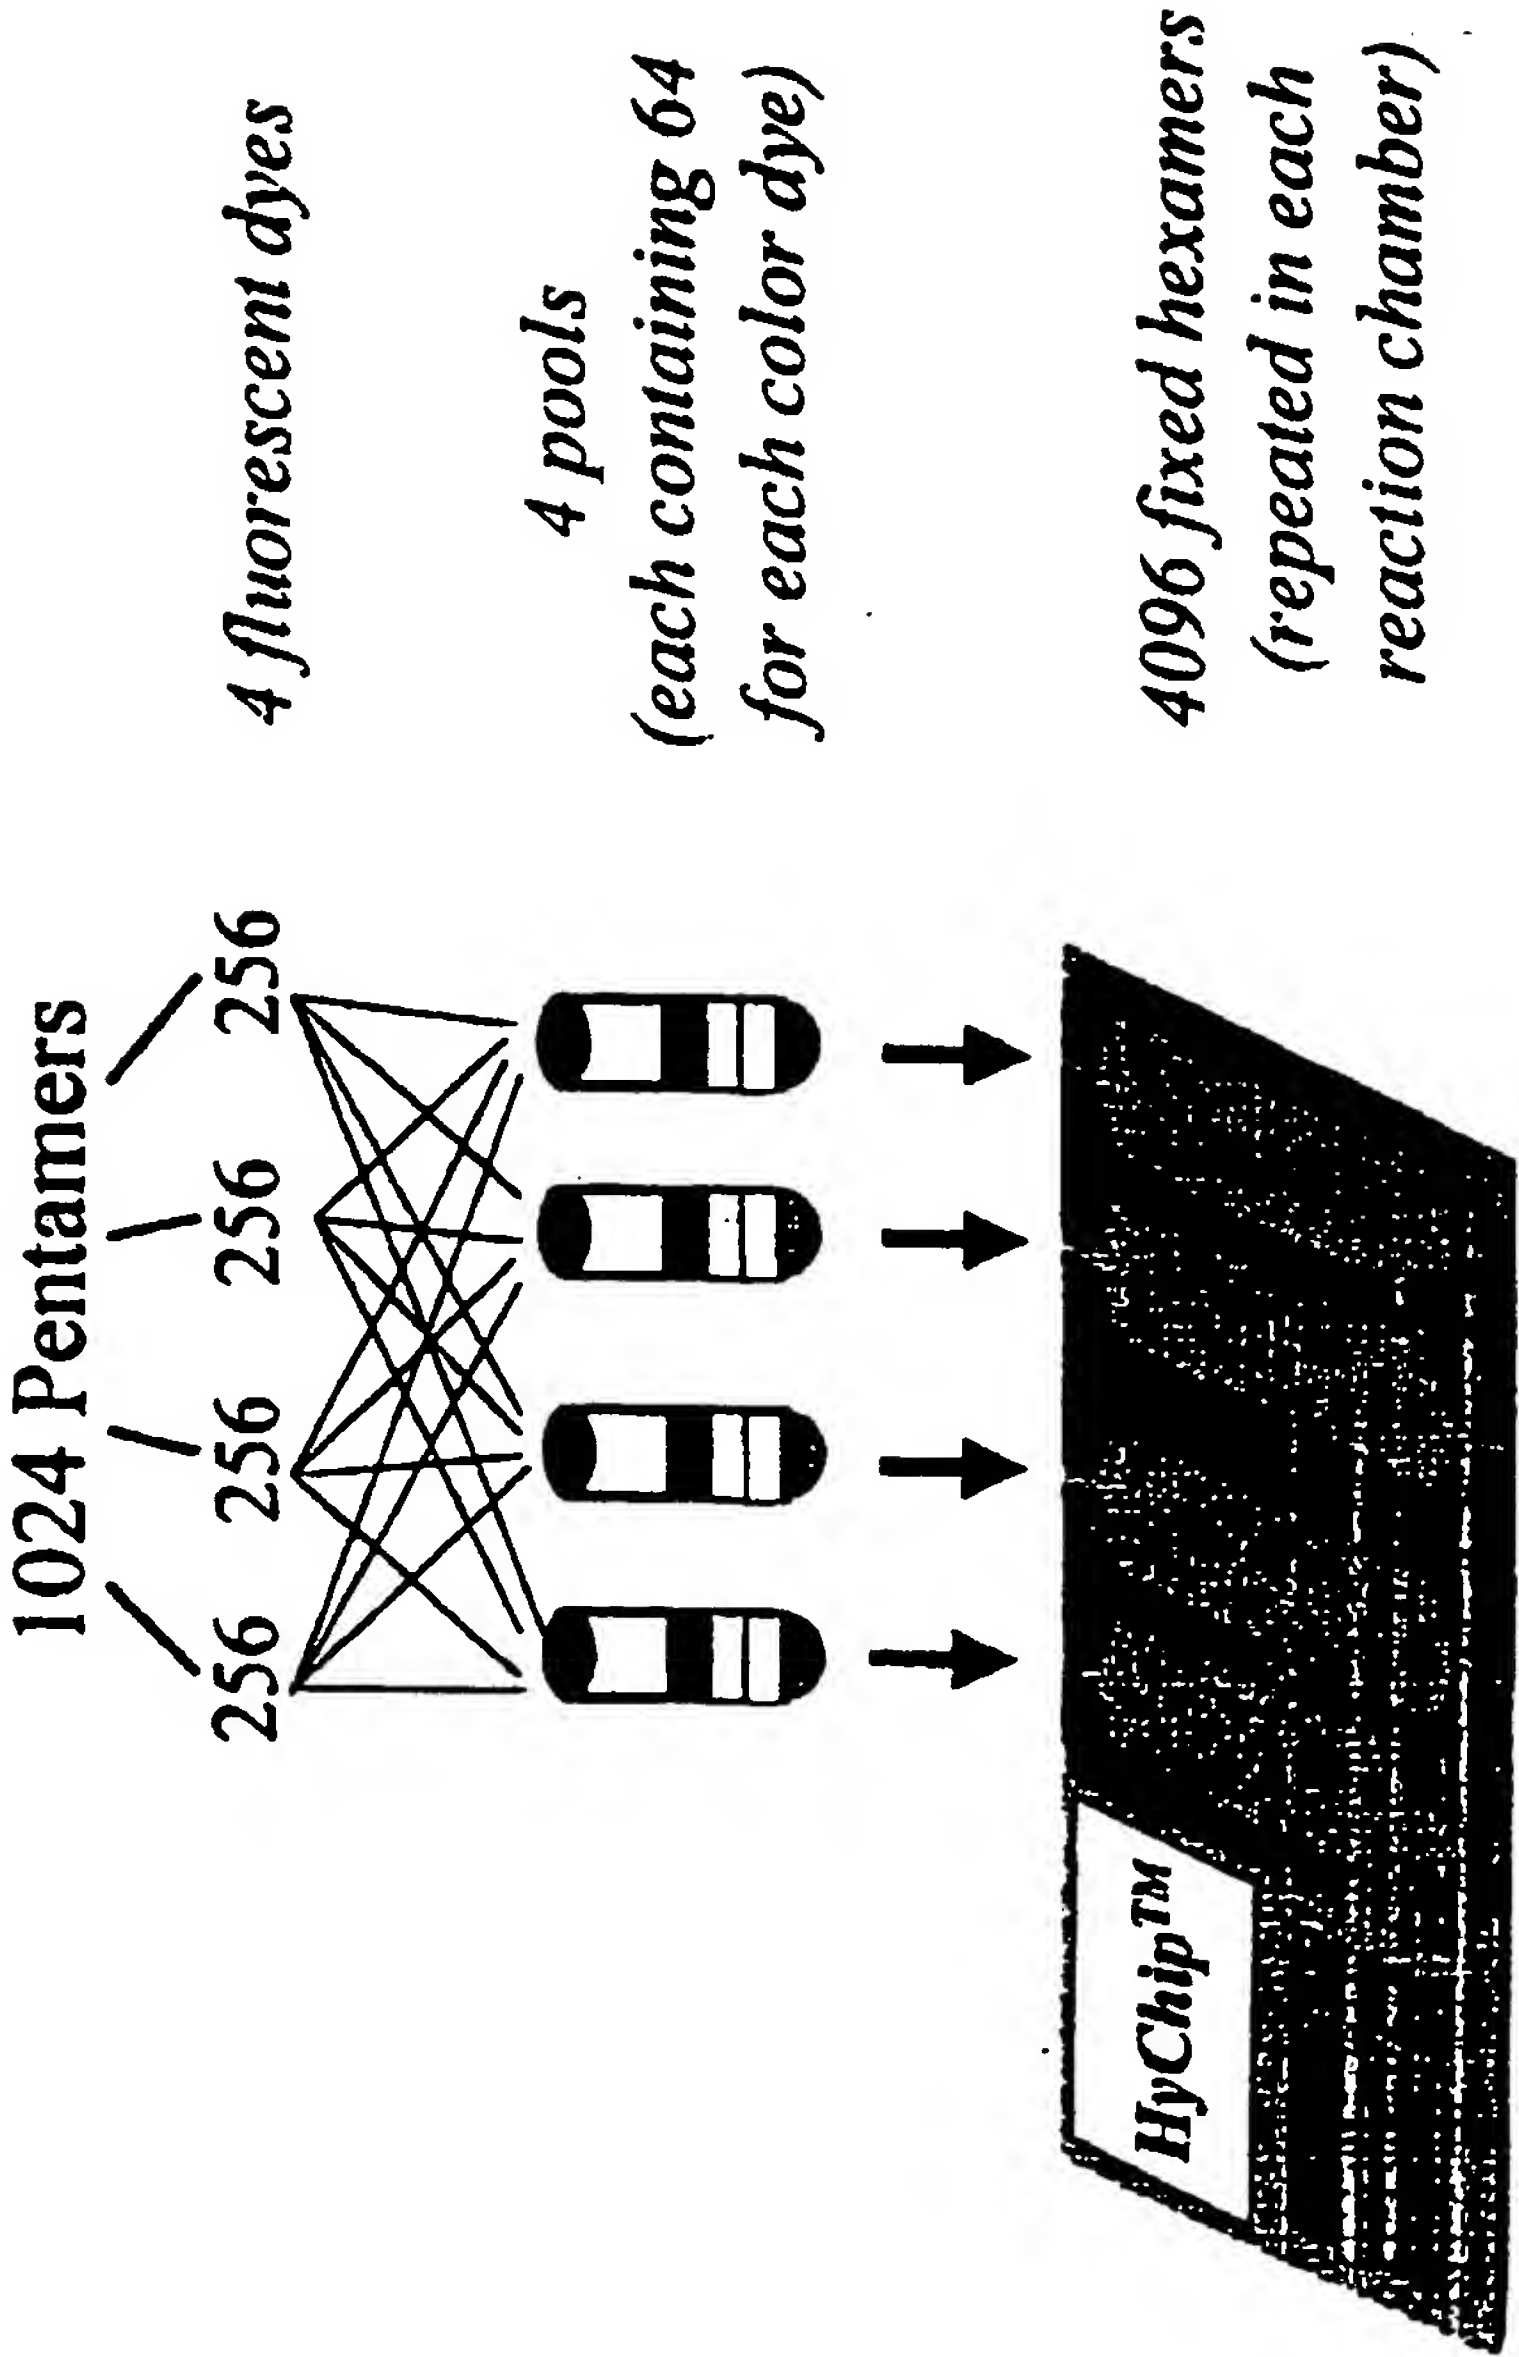 1024 Pentamers
256 256 256 256
4 fluorescent dyes
4 pools
(each containing 64
for each color dye)
HyChip™
4096 fixed hexamers
(repeated in each
reaction chamber)